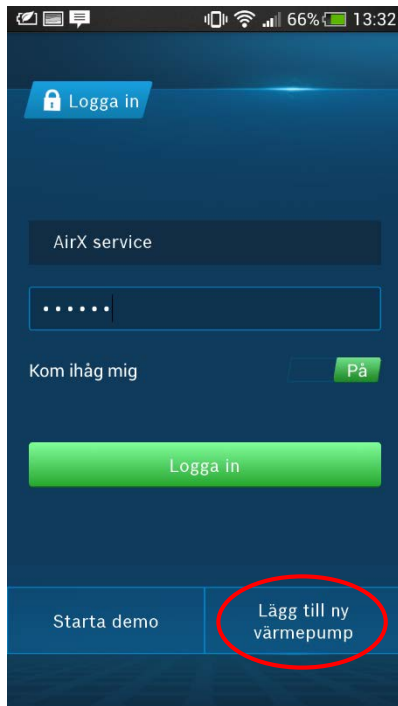 66% 13:32
Logga in
AirX service
••••••
Kom ihåg mig På
Logga in
Starta demo
Lägg till ny
värmepump